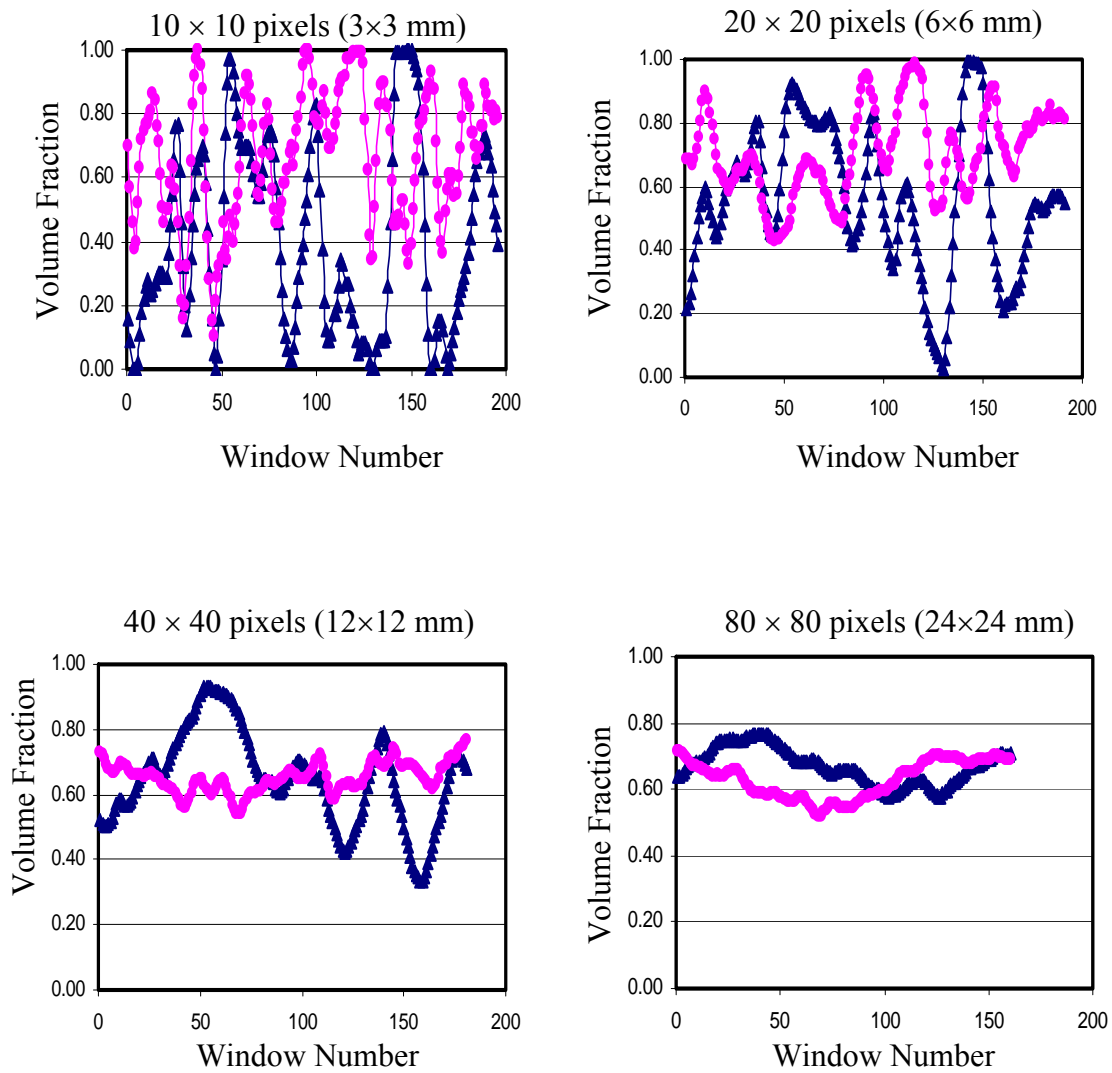 10 × 10 pixels (3×3 mm)
1.00
0.80
0.60
0.40
0.20
0.00
Volume Fraction
0 50 100 150 200
Window Number
20 × 20 pixels (6×6 mm)
1.00
0.80
0.60
0.40
0.20
0.00
Volume Fraction
0 50 100 150 200
Window Number
40 × 40 pixels (12×12 mm)
1.00
0.80
0.60
0.40
0.20
0.00
Volume Fraction
0 50 100 150 200
Window Number
80 × 80 pixels (24×24 mm)
1.00
0.80
0.60
0.40
0.20
0.00
Volume Fraction
0 50 100 150 200
Window Number